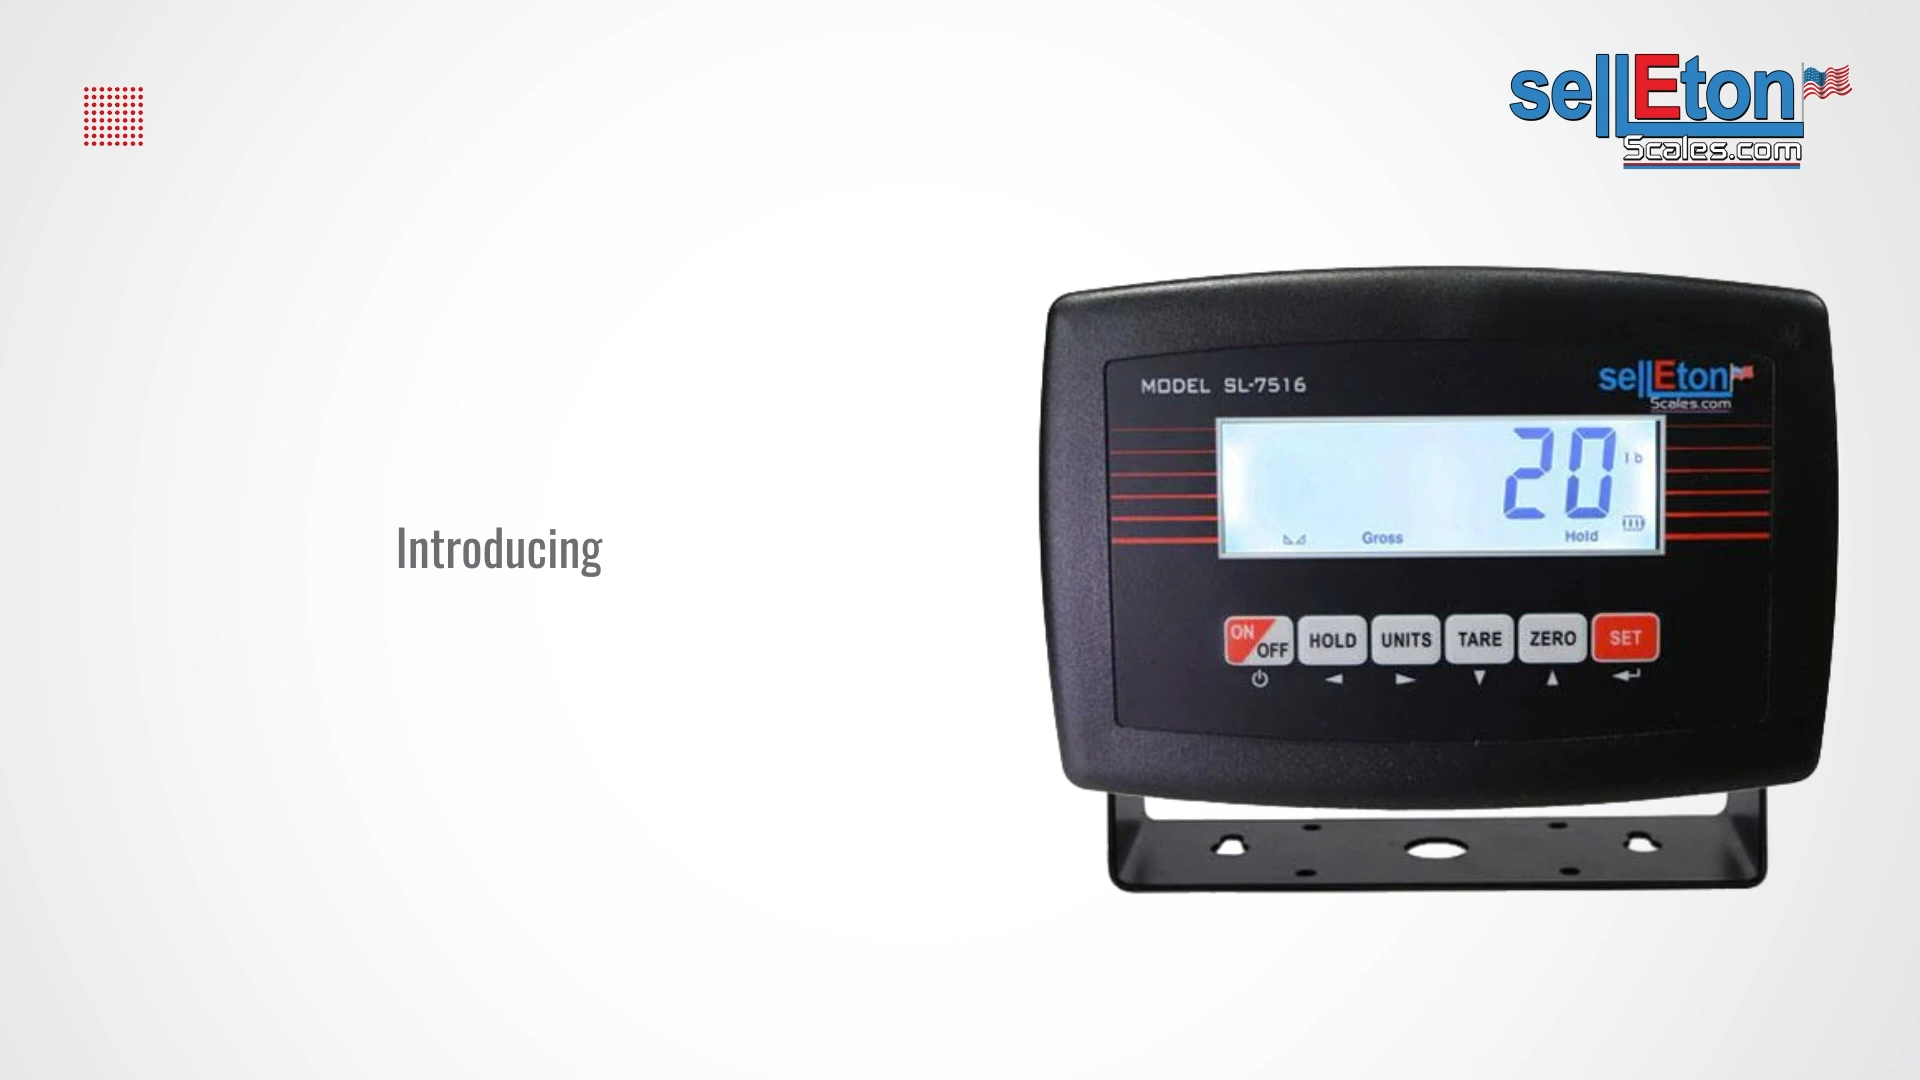 sellEton
Scales.com
MODEL SL-7516
sellEton
Scales.com
20 lb
Gross Hold
Introducing
ON OFF HOLD UNITS TARE ZERO SET